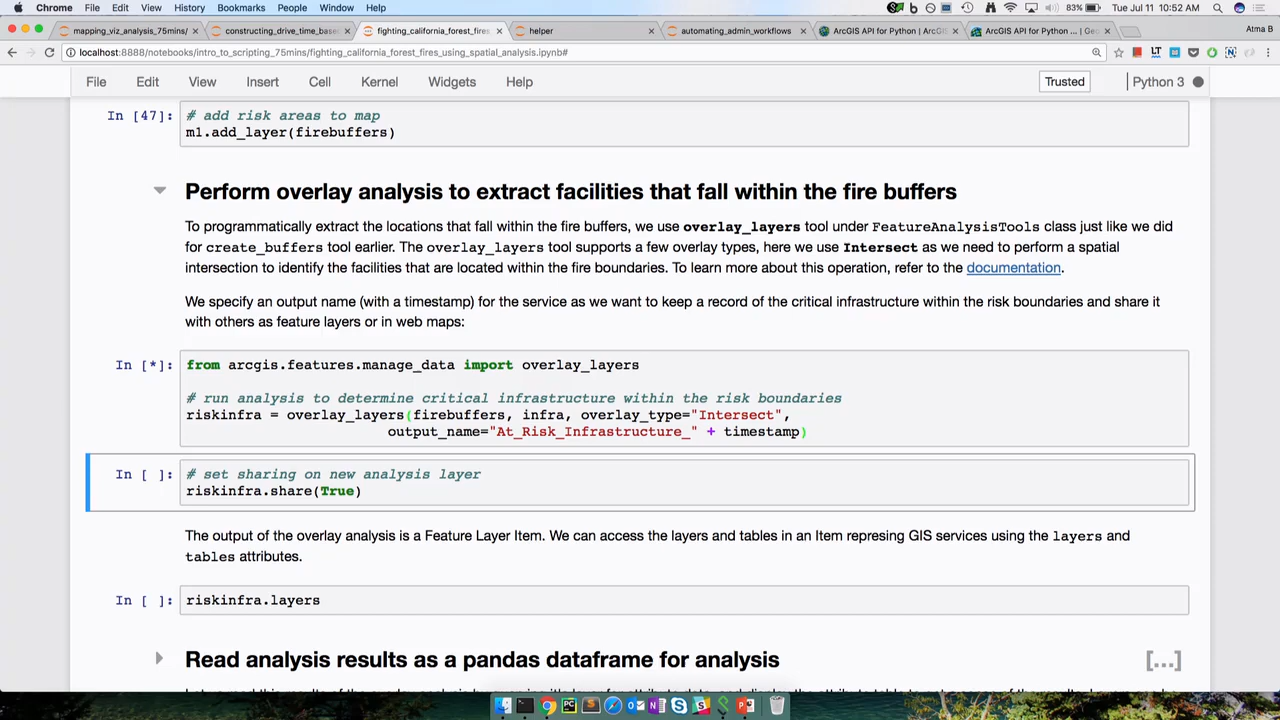 Chrome File Edit View History Bookmarks People Window Help 83% Tue Jul 11 10:52 AM
mapping_viz_analysis_75mins/ constructing_drive_time_base fighting_california_forest_fires helper automating_admin_workflows ArcGIS API for Python | ArcG ArcGIS API for Python ... | Ge Atma B
localhost:8888/notebooks/intro_to_scripting_75mins/fighting_california_forest_fires_using_spatial_analysis.ipynb#
File Edit View Insert Cell Kernel Widgets Help Trusted Python 3
In [47]: # add risk areas to map
m1.add_layer(firebuffers)
Perform overlay analysis to extract facilities that fall within the fire buffers
To programmatically extract the locations that fall within the fire buffers, we use overlay_layers tool under FeatureAnalysisTools class just like we did
for create_buffers tool earlier. The overlay_layers tool supports a few overlay types, here we use Intersect as we need to perform a spatial
intersection to identify the facilities that are located within the fire boundaries. To learn more about this operation, refer to the documentation.
We specify an output name (with a timestamp) for the service as we want to keep a record of the critical infrastructure within the risk boundaries and share it
with others as feature layers or in web maps:
In [*]: from arcgis.features.manage_data import overlay_layers
# run analysis to determine critical infrastructure within the risk boundaries
riskinfra = overlay_layers(firebuffers, infra, overlay_type="Intersect",
output_name="At_Risk_Infrastructure_" + timestamp)
In [ ]: # set sharing on new analysis layer
riskinfra.share(True)
The output of the overlay analysis is a Feature Layer Item. We can access the layers and tables in an Item represing GIS services using the layers and
tables attributes.
In [ ]: riskinfra.layers
Read analysis results as a pandas dataframe for analysis [...]